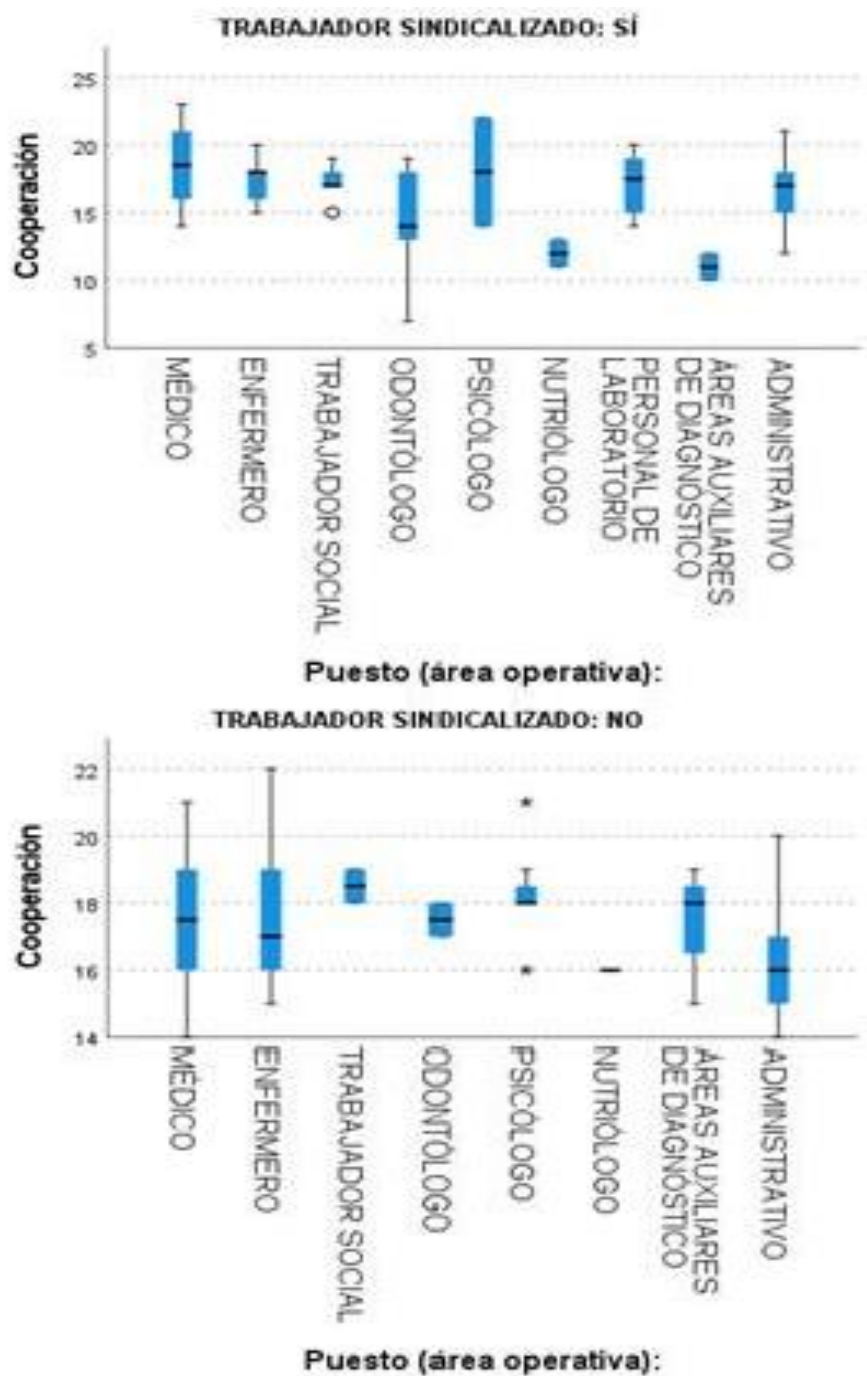 TRABAJADOR SINDICALIZADO: SÍ
Cooperación
25
20
15
10
5
MÉDICO
ENFERMERO
TRABAJADOR SOCIAL
ODONTÓLOGO
PSICÓLOGO
NUTRIÓLOGO
PERSONAL DE
LABORATORIO
ÁREAS AUXILIARES
DE DIAGNÓSTICO
ADMINISTRATIVO
Puesto (área operativa):
TRABAJADOR SINDICALIZADO: NO
Cooperación
22
20
18
16
14
MÉDICO
ENFERMERO
TRABAJADOR SOCIAL
ODONTÓLOGO
PSICÓLOGO
NUTRIÓLOGO
ÁREAS AUXILIARES
DE DIAGNÓSTICO
ADMINISTRATIVO
Puesto (área operativa):